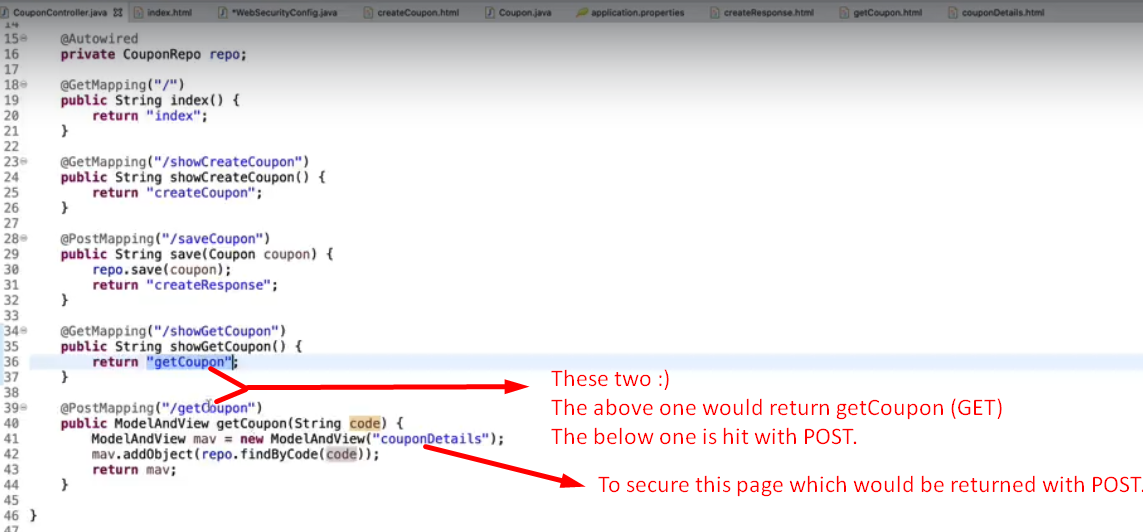 CouponController.java index.html *WebSecurityConfig.java createCoupon.html Coupon.java application.properties createResponse.html getCoupon.html couponDetails.html
14
15 @Autowired
16 private CouponRepo repo;
17
18 @GetMapping("/")
19 public String index() {
20 return "index";
21 }
22
23 @GetMapping("/showCreateCoupon")
24 public String showCreateCoupon() {
25 return "createCoupon";
26 }
27
28 @PostMapping("/saveCoupon")
29 public String save(Coupon coupon) {
30 repo.save(coupon);
31 return "createResponse";
32 }
33
34 @GetMapping("/showGetCoupon")
35 public String showGetCoupon() {
36 return "getCoupon";
37 }
38
39 @PostMapping("/getCoupon")
40 public ModelAndView getCoupon(String code) {
41 ModelAndView mav = new ModelAndView("couponDetails");
42 mav.addObject(repo.findByCode(code));
43 return mav;
44 }
45
46 }
47
These two :)
The above one would return getCoupon (GET)
The below one is hit with POST.
To secure this page which would be returned with POST.